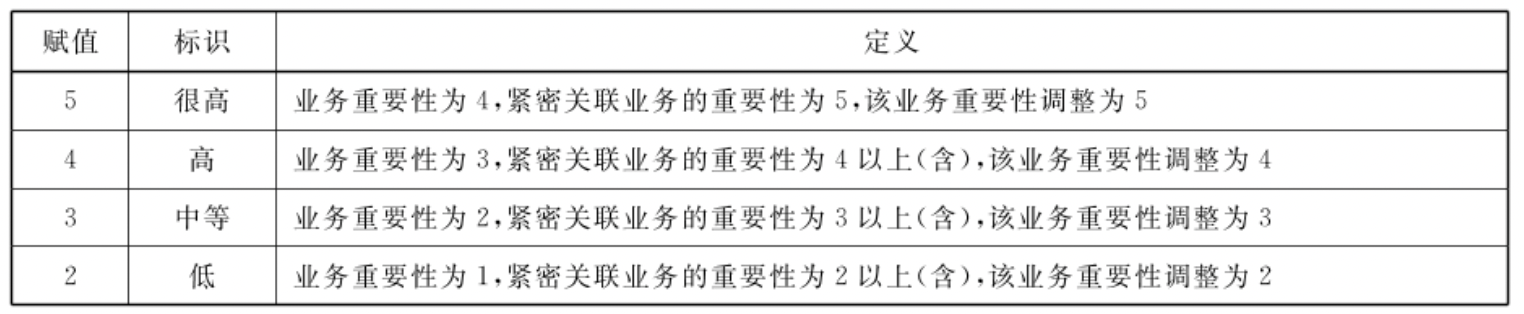 赋值 标识 定义
5 很高 业务重要性为4,紧密关联业务的重要性为5,该业务重要性调整为5
4 高 业务重要性为3,紧密关联业务的重要性为4以上(含),该业务重要性调整为4
3 中等 业务重要性为2,紧密关联业务的重要性为3以上(含),该业务重要性调整为3
2 低 业务重要性为1,紧密关联业务的重要性为2以上(含),该业务重要性调整为2